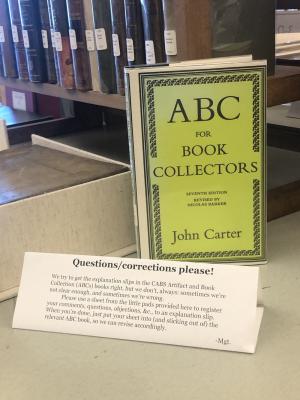 ABC
FOR
BOOK
COLLECTORS
SEVENTH EDITION
REVISED BY
NICOLAS BARKER
John Carter
Questions/corrections please!
We try to get the explanation slips in the CABS Artifact and Book
Collection (ABCs) books right, but we don't, always: sometimes we're
not clear enough, and sometimes we're wrong.
Please use a sheet from the little pads provided here to register
your comments, questions, objections, &c., to an explanation slip.
When you're done, just put your sheet into (and sticking out of) the
relevant ABC book, so we can revise accordingly.
-Mgt.